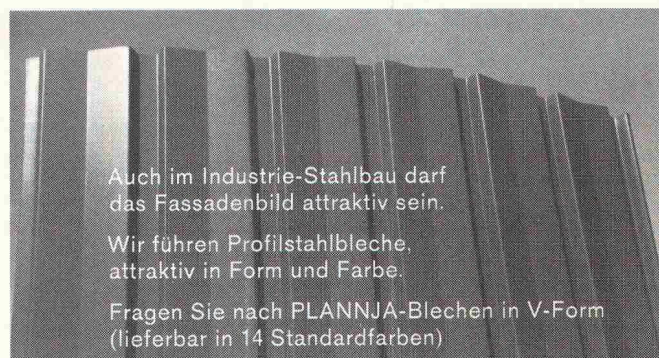 Auch im Industrie-Stahlbau darf
das Fassadenbild attraktiv sein.
Wir führen Profilstahlbleche,
attraktiv in Form und Farbe.
Fragen Sie nach PLANNJA-Blechen in V-Form
(lieferbar in 14 Standardfarben)